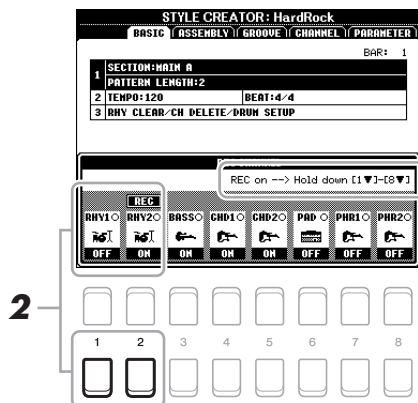 STYLE CREATOR: HardRock
BASIC ASSEMBLY GROOVE CHANNEL PARAMETER
BAR: 1
1 SECTION:MAIN A
PATTERN LENGTH:2
2 TEMPO:120 BEAT:4/4
3 RHY CLEAR/CH DELETE/DRUM SETUP
REC on --> Hold down [1▼]-[8▼]
REC
RHY1 RHY2 BASS CHD1 CHD2 PAD PHR1 PHR2
OFF ON ON ON ON OFF OFF OFF
2
1 2 3 4 5 6 7 8